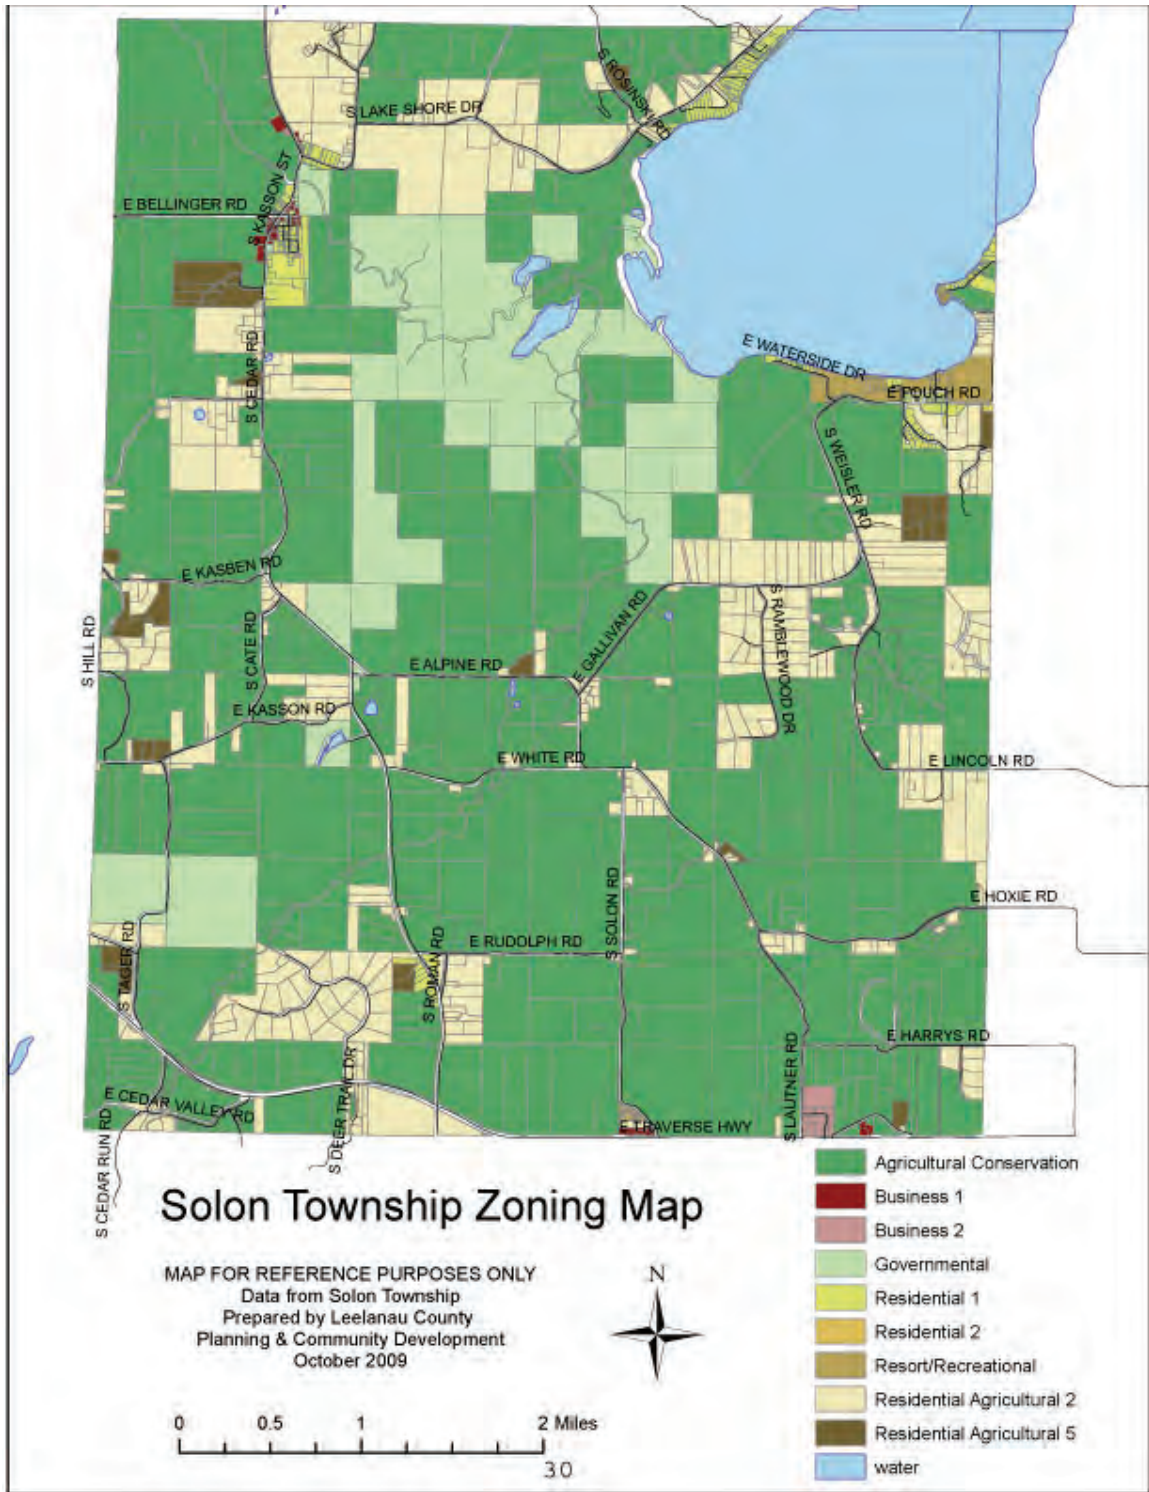 S ROSINSKI RD
S LAKE SHORE DR
S KASSON ST
E BELLINGER RD
E WATERSIDE DR
S CEDAR RD
E FOUCH RD
S WEISLER RD
E KASBEN RD
S HILL RD
S CATE RD
E GALLIVAN RD
S RAMBLEWOOD DR
E ALPINE RD
E KASSON RD
E WHITE RD
E LINCOLN RD
S SOLON RD
E HOXIE RD
S TAGER RD
S ROMAN RD
E RUDOLPH RD
E HARRYS RD
S LAUTNER RD
S DEER TRAIL DR
E CEDAR VALLEY RD
S CEDAR RUN RD
E TRAVERSE HWY
Solon Township Zoning Map
MAP FOR REFERENCE PURPOSES ONLY
Data from Solon Township
Prepared by Leelanau County
Planning & Community Development
October 2009
N
0 0.5 1 2 Miles
30
Agricultural Conservation
Business 1
Business 2
Governmental
Residential 1
Residential 2
Resort/Recreational
Residential Agricultural 2
Residential Agricultural 5
water